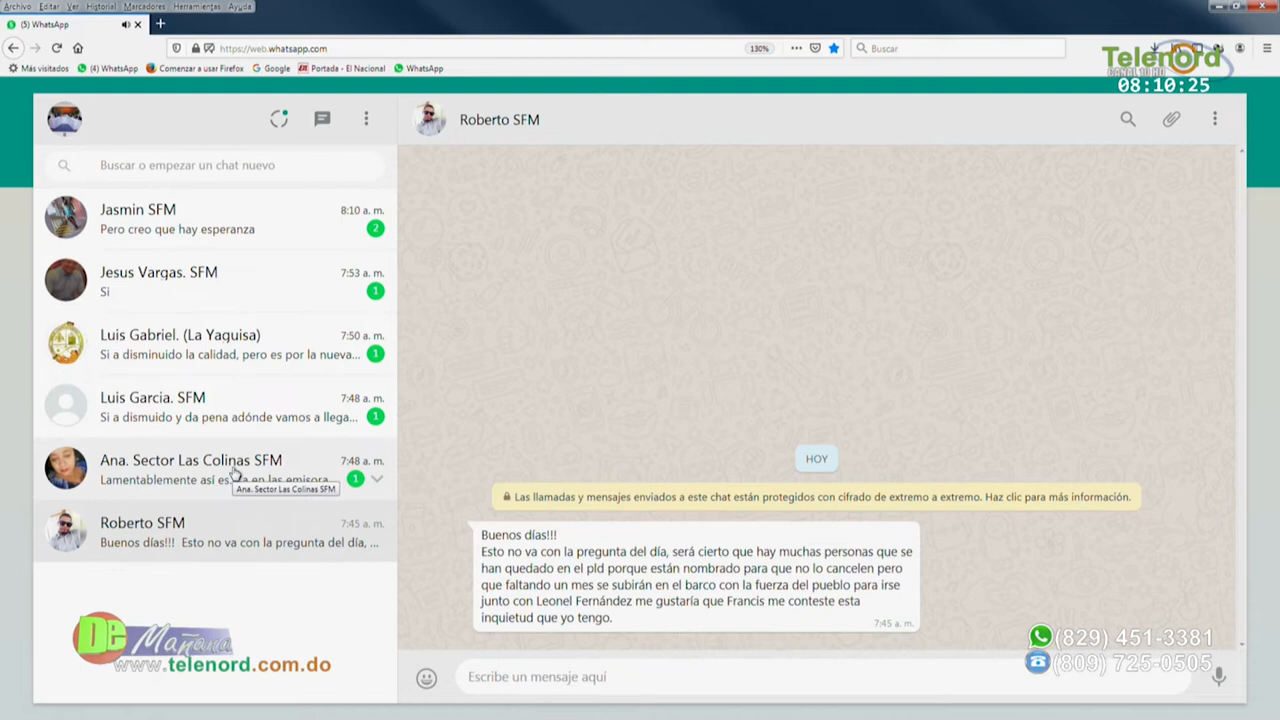 Archivo Editar Ver Historial Marcadores Herramientas Ayuda
(5) WhatsApp
https://web.whatsapp.com
130%
Buscar
Más visitados
(4) WhatsApp
Comenzar a usar Firefox
Google
Portada - El Nacional
WhatsApp
Telenord
CANAL 10 HD
08:10:25
Roberto SFM
Buscar o empezar un chat nuevo
Jasmin SFM 8:10 a. m.
Pero creo que hay esperanza 2
Jesus Vargas. SFM 7:53 a. m.
Si 1
Luis Gabriel. (La Yaguisa) 7:50 a. m.
Si a disminuido la calidad, pero es por la nueva... 1
Luis Garcia. SFM 7:48 a. m.
Si a dismuido y da pena adónde vamos a llega... 1
Ana. Sector Las Colinas SFM 7:48 a. m.
Lamentablemente así en las emisora 1
Ana. Sector Las Colinas SFM
Roberto SFM 7:45 a. m.
Buenos días!!! Esto no va con la pregunta del día, ...
HOY
Las llamadas y mensajes enviados a este chat están protegidos con cifrado de extremo a extremo. Haz clic para más información.
Buenos días!!!
Esto no va con la pregunta del día, será cierto que hay muchas personas que se
han quedado en el pld porque están nombrado para que no lo cancelen pero
que faltando un mes se subirán en el barco con la fuerza del pueblo para irse
junto con Leonel Fernández me gustaría que Francis me conteste esta
inquietud que yo tengo.
7:45 a. m.
De Mañana
www.telenord.com.do
(829) 451-3381
(809) 725-0505
Escribe un mensaje aquí